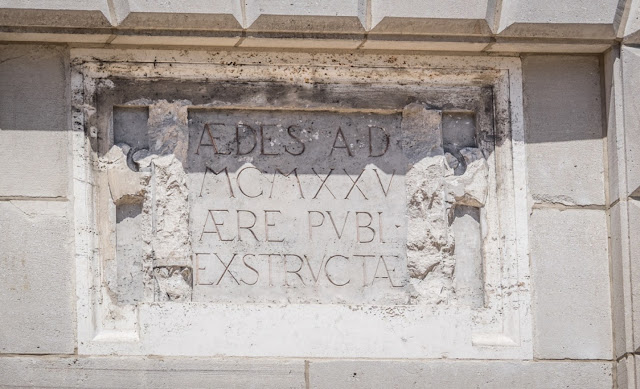 ÆDES A·D
MCMXXV
ÆRE PVBL·
EXSTRVCTÆ